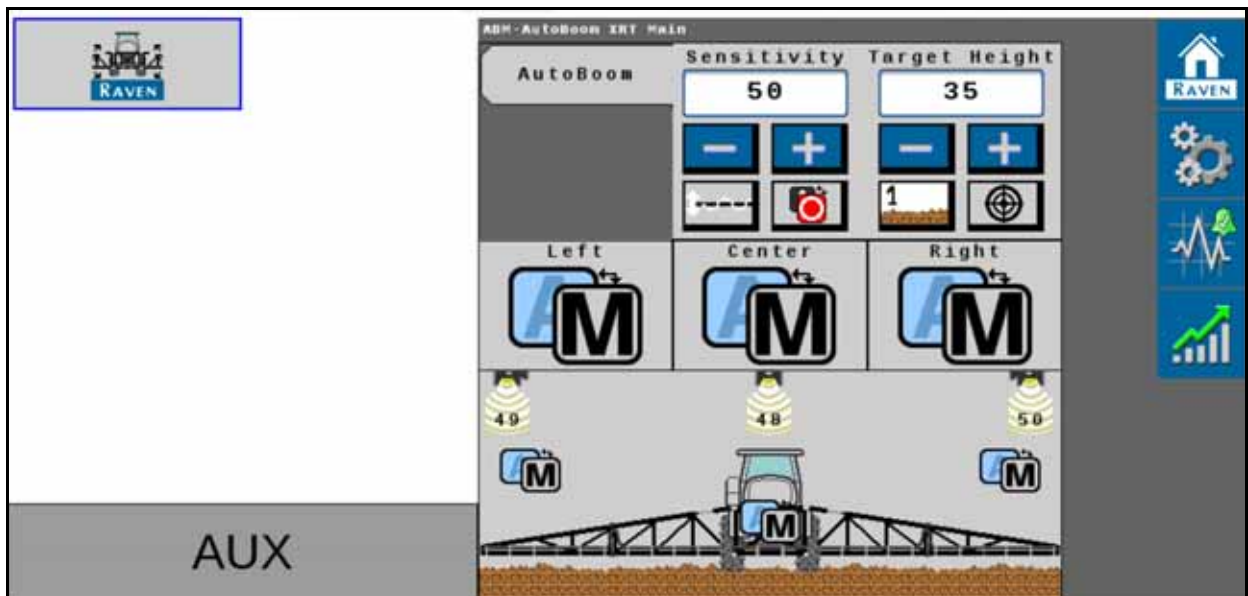 RAVEN
AUX
ABM-AutoBoom XRT Main
AutoBoom
Sensitivity
50
Target Height
35
1
Left
Center
Right
A M
A M
A M
49
48
50
A M
A M
A M
RAVEN